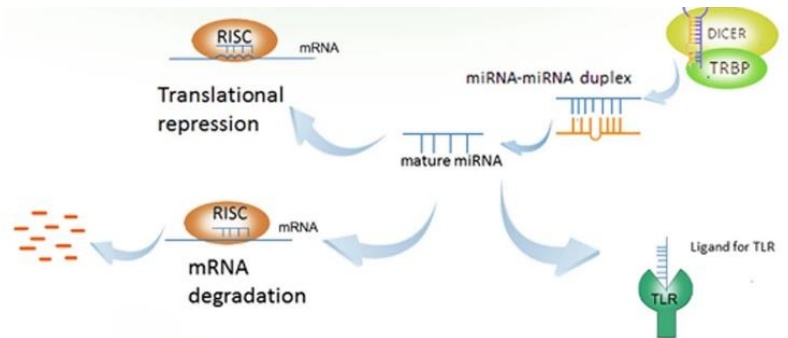 RISC
mRNA
Translational
repression
DICER
TRBP
miRNA-miRNA duplex
mature miRNA
RISC
mRNA
mRNA
degradation
Ligand for TLR
TLR